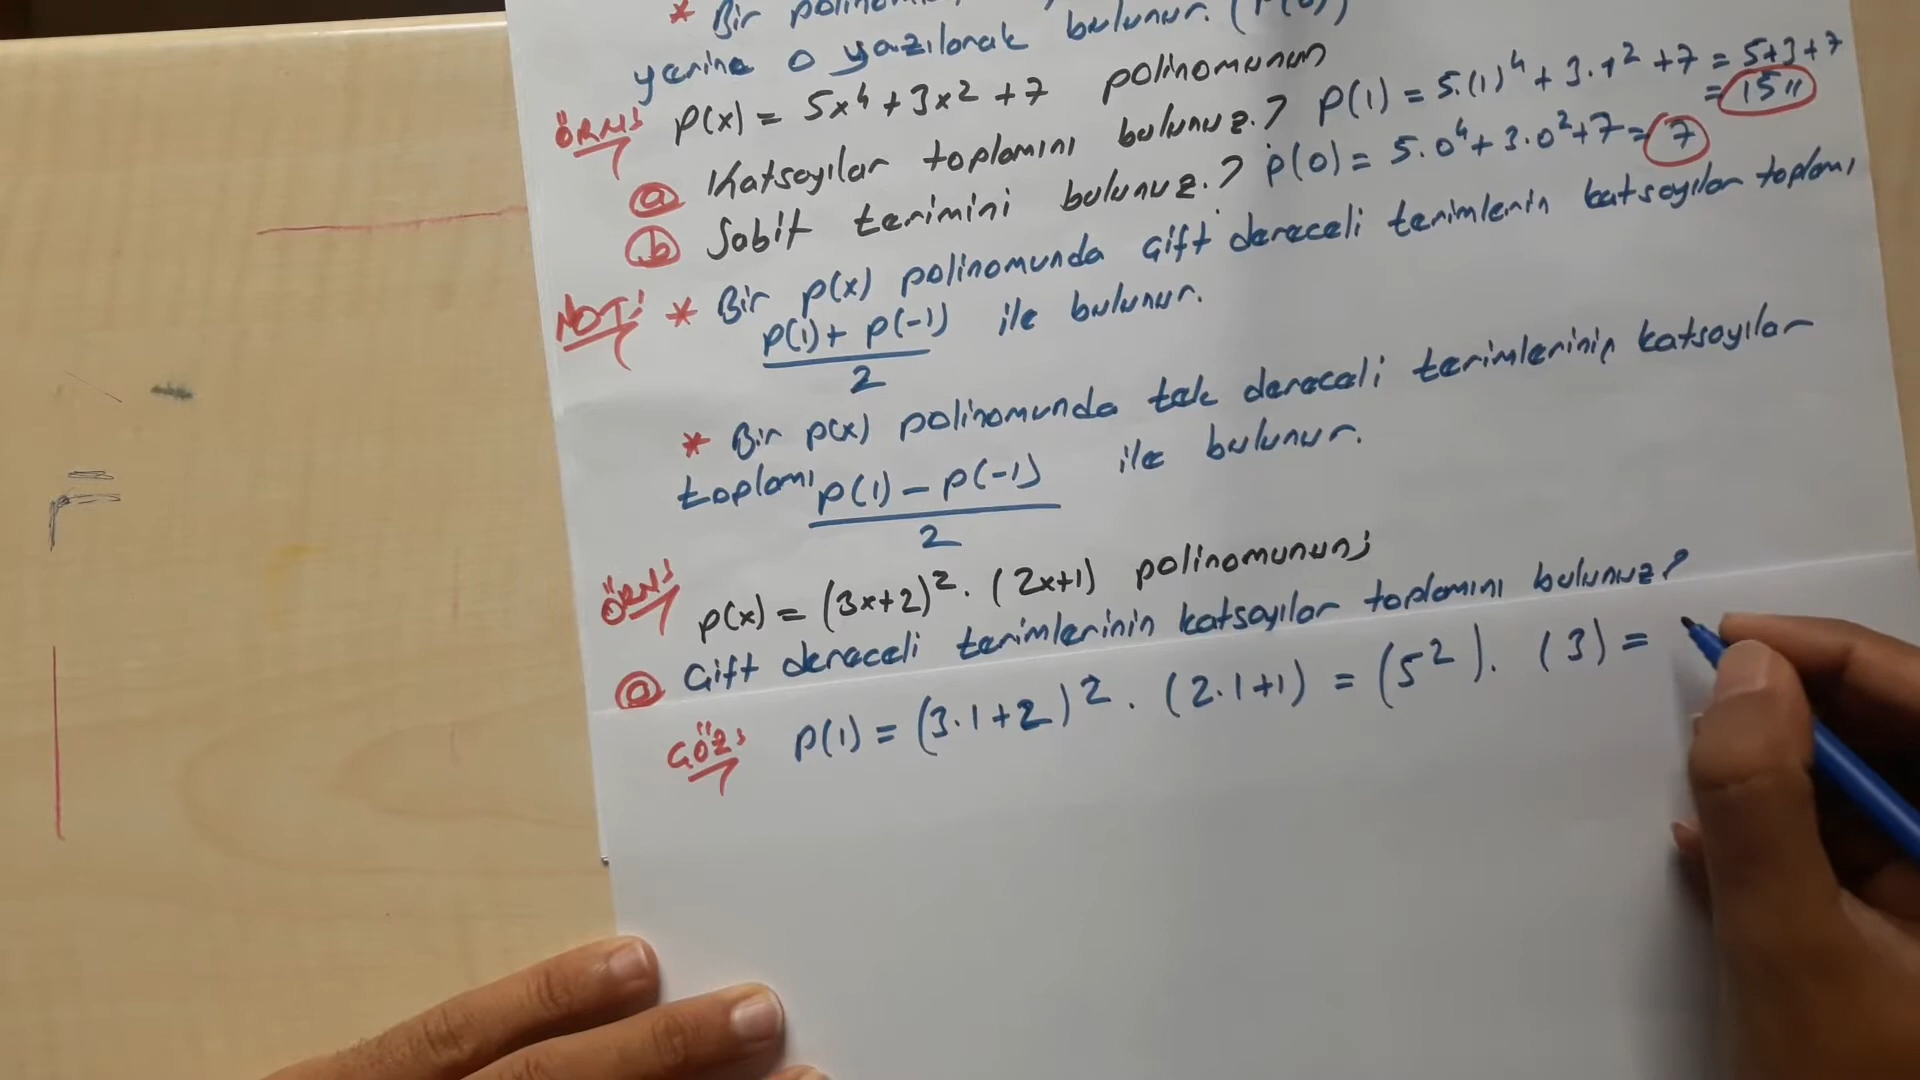 * Bir
yerine 0 yazılarak bulunur. (P(0))
ÖRN: P(x) = 5x⁴ + 3x² + 7 polinomunun
a Katsayılar toplamını bulunuz.? P(1) = 5.(1)⁴ + 3.1² + 7 = 5+3+7
= 15
b Sabit terimini bulunuz.? P(0) = 5.0⁴ + 3.0² + 7 = 7
NOT: * Bir P(x) polinomunda Çift dereceli terimlerin katsayılar toplamı
P(1) + P(-1) / 2 ile bulunur.
* Bir P(x) polinomunda tek dereceli terimlerinin katsayılar
toplamı P(1) - P(-1) / 2 ile bulunur.
ÖRN: P(x) = (3x+2)² . (2x+1) polinomunun;
a Çift dereceli terimlerinin katsayılar toplamını bulunuz?
ÇÖZ: P(1) = (3.1+2)² . (2.1+1) = (5²) . (3) =